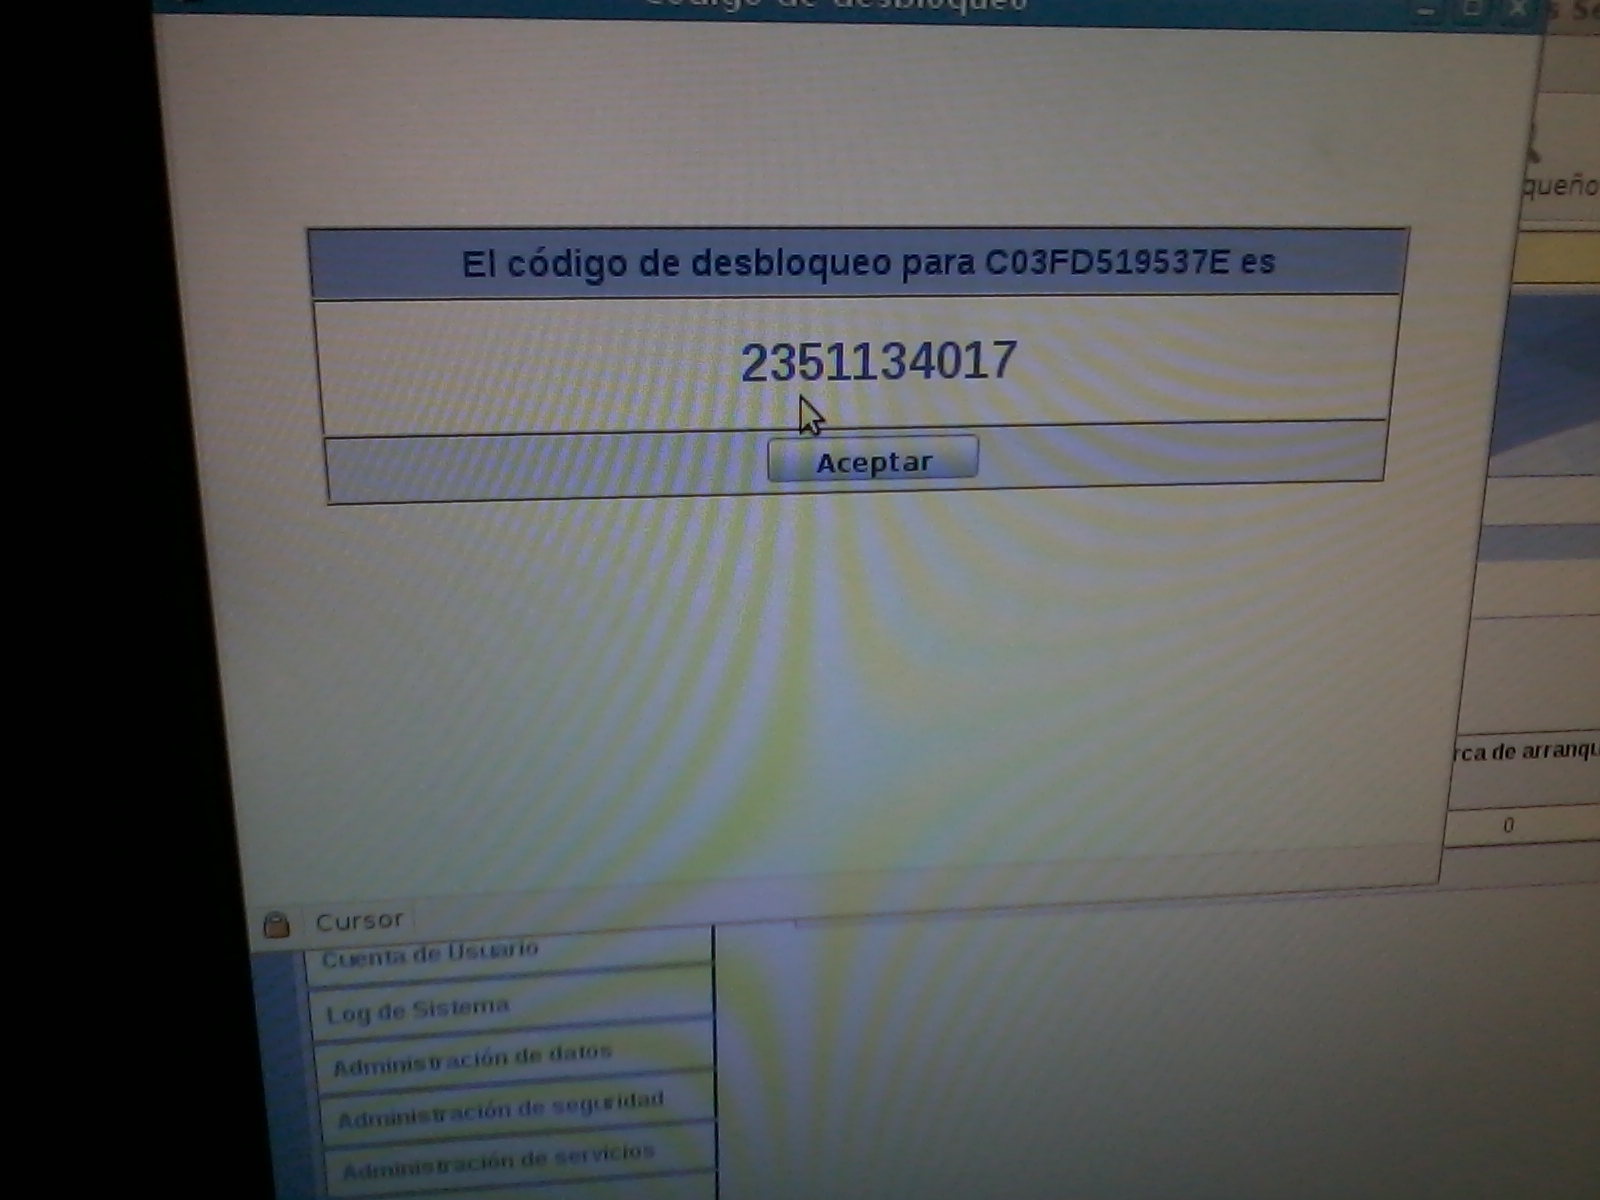 Código de desbloqueo
queño
El código de desbloqueo para C03FD519537E es
2351134017
Aceptar
rca de arranqu
0
Cursor
Cuenta de Usuario
Log de Sistema
Administración de datos
Administración de seguridad
Administración de servicios